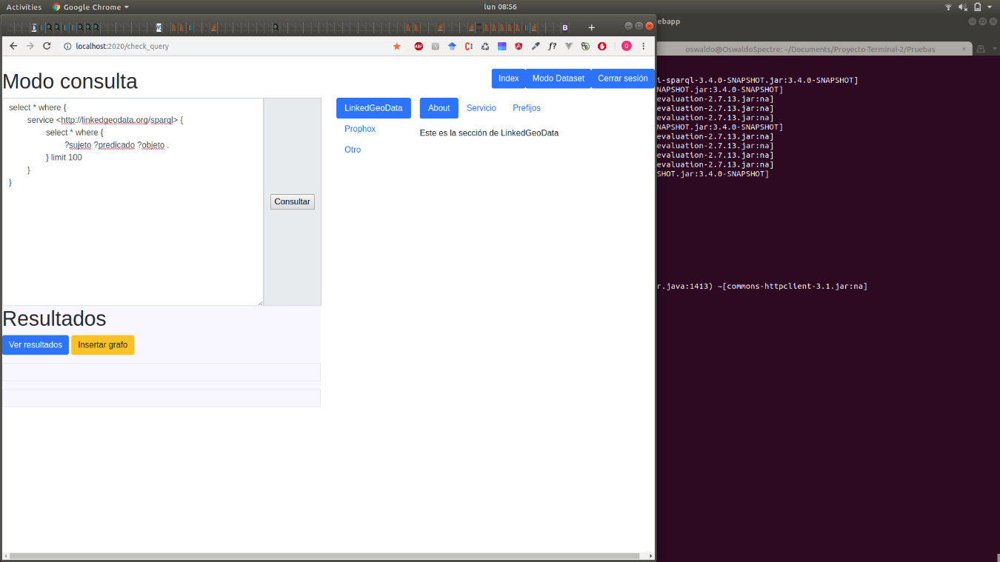 Activities
Google Chrome
lun 08:56
ebapp
localhost:2020/check_query
ABP
f?
O
oswaldo@OswaldoSpectre: ~/Documents/Proyecto-Terminal-2/Pruebas
Modo consulta
Index
Modo Dataset
Cerrar sesión
select * where {
service <http://linkedgeodata.org/sparql> {
select * where {
?sujeto ?predicado ?objeto .
} limit 100
}
}
Consultar
LinkedGeoData
Prophox
Otro
About
Servicio
Prefijos
Este es la sección de LinkedGeoData
Resultados
Ver resultados
Insertar grafo
i-sparql-3.4.0-SNAPSHOT.jar:3.4.0-SNAPSHOT]
NAPSHOT.jar:3.4.0-SNAPSHOT]
evaluation-2.7.13.jar:na]
evaluation-2.7.13.jar:na]
evaluation-2.7.13.jar:na]
NAPSHOT.jar:3.4.0-SNAPSHOT]
evaluation-2.7.13.jar:na]
evaluation-2.7.13.jar:na]
evaluation-2.7.13.jar:na]
evaluation-2.7.13.jar:na]
SHOT.jar:3.4.0-SNAPSHOT]
r.java:1413) ~[commons-httpclient-3.1.jar:na]